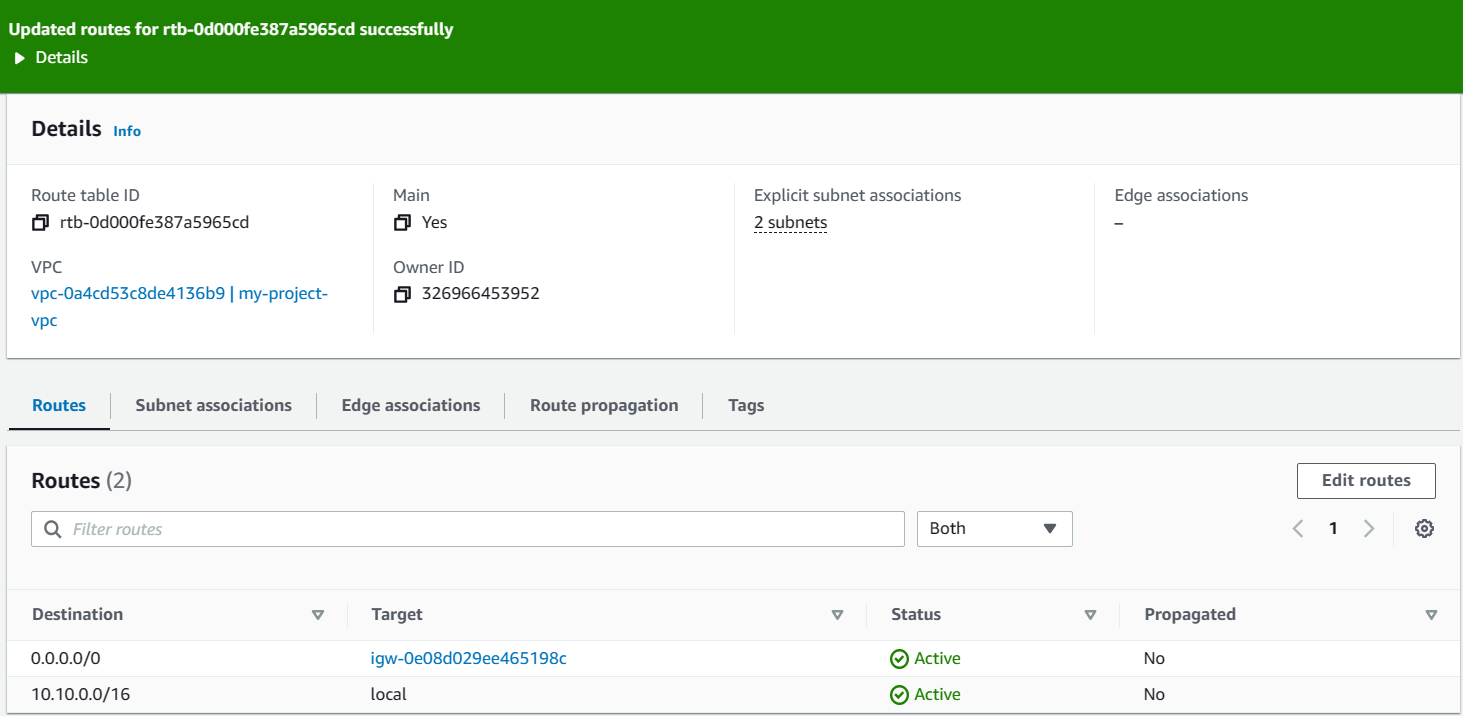 Updated routes for rtb-0d000fe387a5965cd successfully
Details
Details Info
Route table ID
rtb-0d000fe387a5965cd
Main
Yes
Explicit subnet associations
2 subnets
Edge associations
–
VPC
vpc-0a4cd53c8de4136b9 | my-project-
vpc
Owner ID
326966453952
Routes Subnet associations Edge associations Route propagation Tags
Routes (2)
Edit routes
Filter routes
Both
1
Destination Target Status Propagated
0.0.0.0/0 igw-0e08d029ee465198c Active No
10.10.0.0/16 local Active No